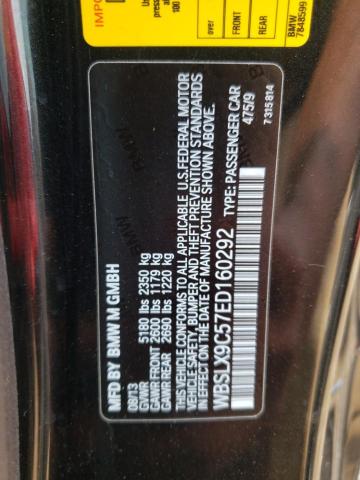 MFD BY BMW M GMBH
08/13
GVWR 5180 lbs 2350 kg
GAWR FRONT 2600 lbs 1179 kg
GAWR REAR 2690 lbs 1220 kg
THIS VEHICLE CONFORMS TO ALL APPLICABLE U.S. FEDERAL MOTOR
VEHICLE SAFETY, BUMPER AND THEFT PREVENTION STANDARDS
IN EFFECT ON THE DATE OF MANUFACTURE SHOWN ABOVE.
WBSLX9C57ED160292 TYPE: PASSENGER CAR
475/9
7 315 814
FRONT
REAR
BMW
7848599